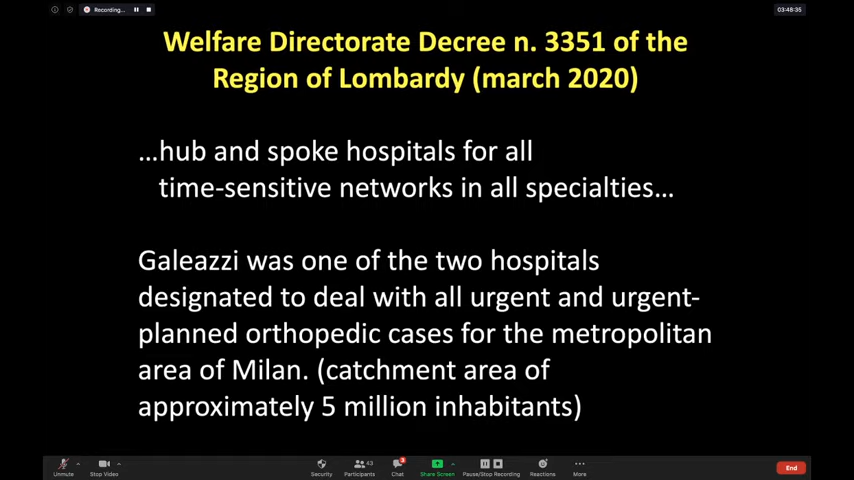 Recording...
03:48:35
Welfare Directorate Decree n. 3351 of the
Region of Lombardy (march 2020)
...hub and spoke hospitals for all
time-sensitive networks in all specialties...
Galeazzi was one of the two hospitals
designated to deal with all urgent and urgent-
planned orthopedic cases for the metropolitan
area of Milan. (catchment area of
approximately 5 million inhabitants)
Unmute
Stop Video
Security
Participants
43
Chat
3
Share Screen
Pause/Stop Recording
Reactions
More
End